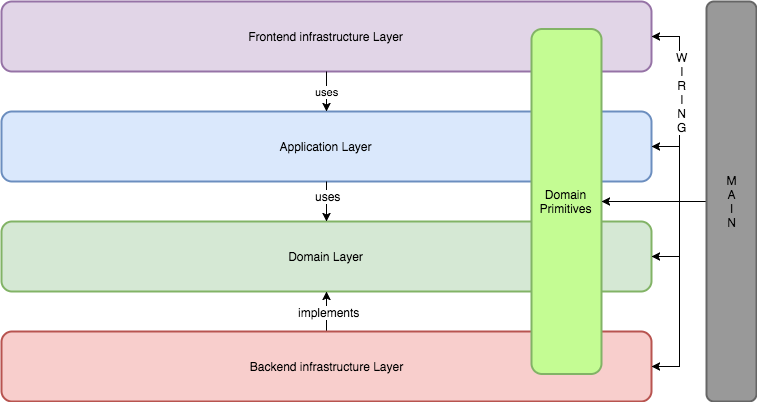 Frontend infrastructure Layer
uses
Application Layer
uses
Domain Layer
implements
Backend infrastructure Layer
Domain
Primitives
W
I
R
I
N
G
M
A
I
N